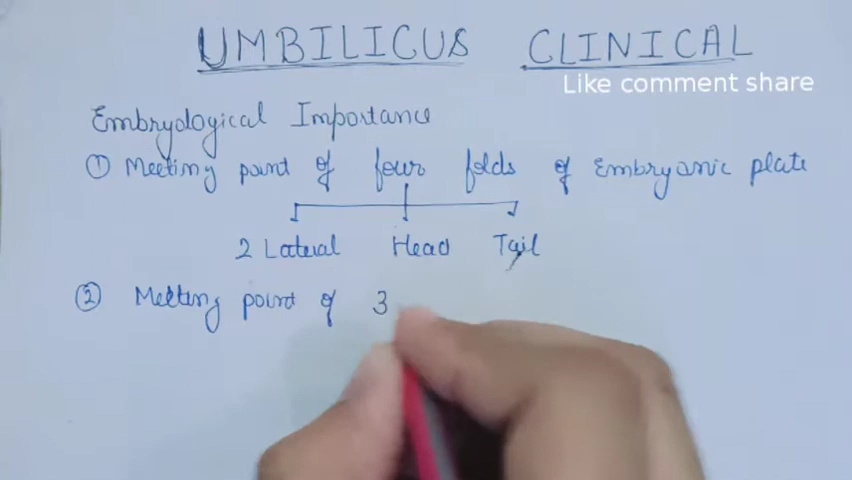 UMBILICUS CLINICAL
Like comment share
Embryological Importance
① Meeting point of four folds of Embryonic plate
2 Lateral Head Tail
② Meeting point of 3